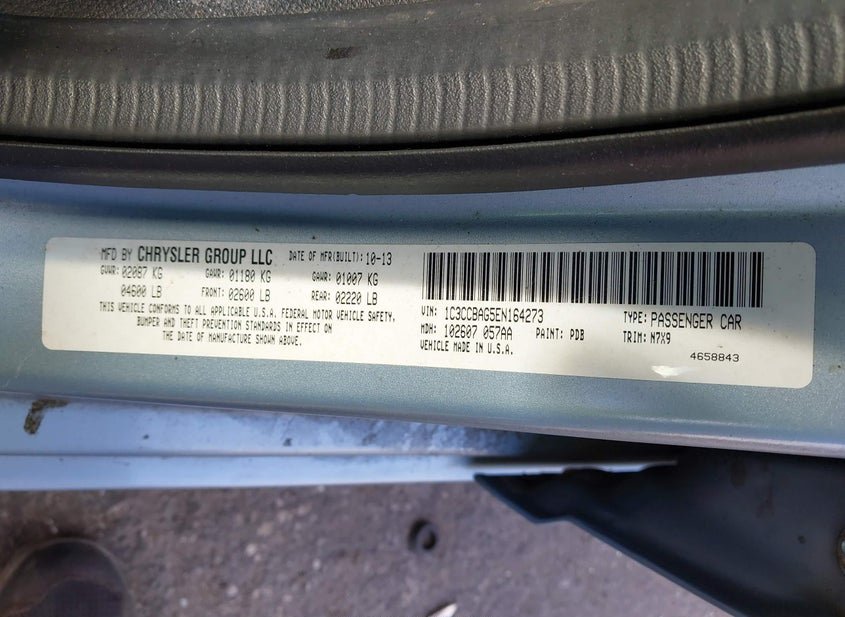 MFD BY CHRYSLER GROUP LLC DATE OF MFR(BUILT): 10-13
GVWR: 02087 KG GAWR: 01180 KG GAWR: 01007 KG
04600 LB FRONT: 02600 LB REAR: 02220 LB
THIS VEHICLE CONFORMS TO ALL APPLICABLE U.S.A. FEDERAL MOTOR VEHICLE SAFETY,
BUMPER AND THEFT PREVENTION STANDARDS IN EFFECT ON
THE DATE OF MANUFACTURE SHOWN ABOVE.
VIN: 1C3CCBAG5EN164273 TYPE: PASSENGER CAR
MDH: 102607 057AA PAINT: PDB TRIM: N7X9
VEHICLE MADE IN U.S.A.
4658843